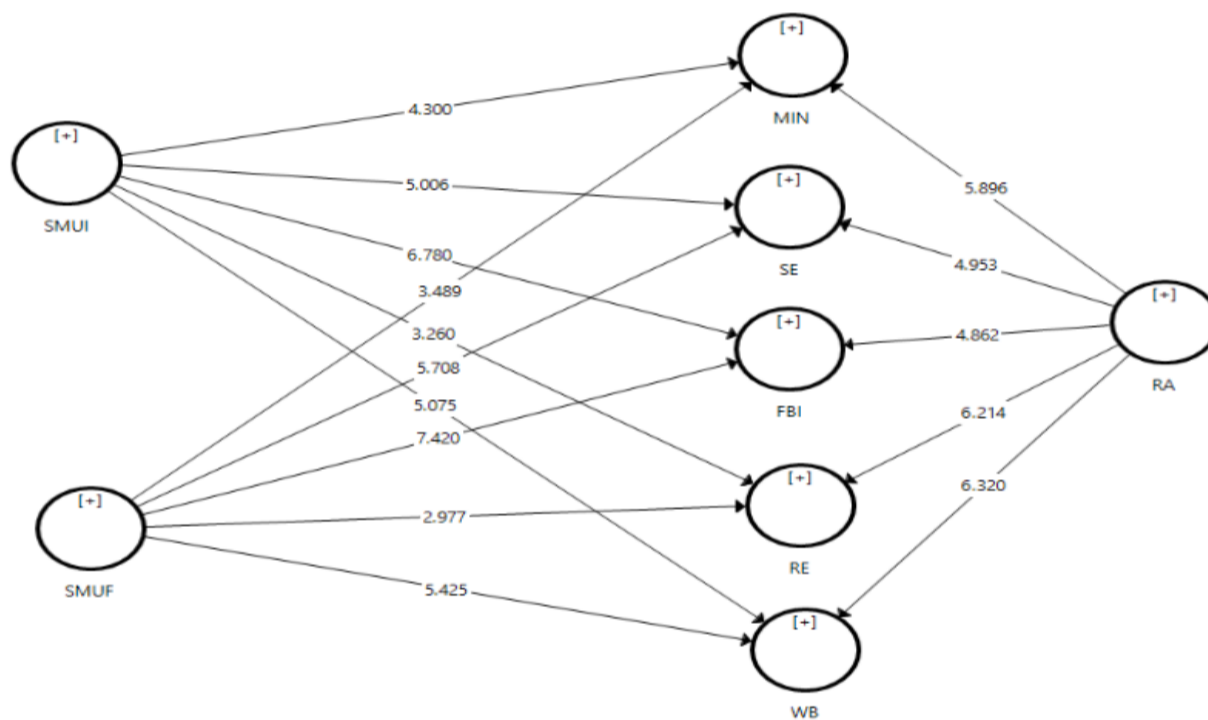 [+]
MIN
4.300
[+]
SMUI
5.006
[+]
SE
5.896
6.780
4.953
3.489
[+]
RA
3.260
[+]
FBI
4.862
5.708
5.075
6.214
7.420
[+]
RE
6.320
[+]
SMUF
2.977
5.425
[+]
WB